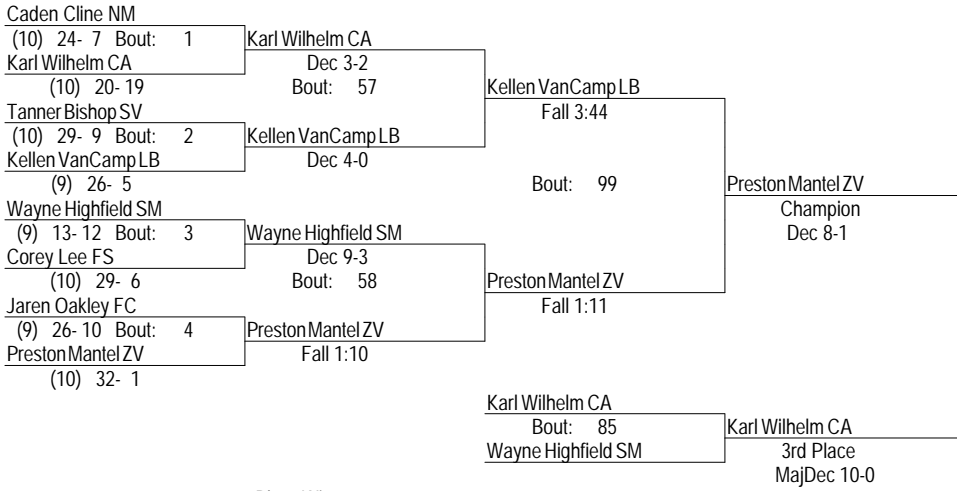 Caden Cline NM
(10) 24- 7 Bout: 1
Karl Wilhelm CA
Karl Wilhelm CA
Dec 3-2
(10) 20- 19
Bout: 57
Kellen VanCamp LB
Tanner Bishop SV
Fall 3:44
(10) 29- 9 Bout: 2
Kellen VanCamp LB
Kellen VanCamp LB
Dec 4-0
(9) 26- 5
Bout: 99
Preston Mantel ZV
Wayne Highfield SM
Champion
(9) 13- 12 Bout: 3
Wayne Highfield SM
Dec 8-1
Corey Lee FS
Dec 9-3
(10) 29- 6
Bout: 58
Preston Mantel ZV
Jaren Oakley FC
Fall 1:11
(9) 26- 10 Bout: 4
Preston Mantel ZV
Preston Mantel ZV
Fall 1:10
(10) 32- 1
Karl Wilhelm CA
Bout: 85
Karl Wilhelm CA
Wayne Highfield SM
3rd Place
MajDec 10-0